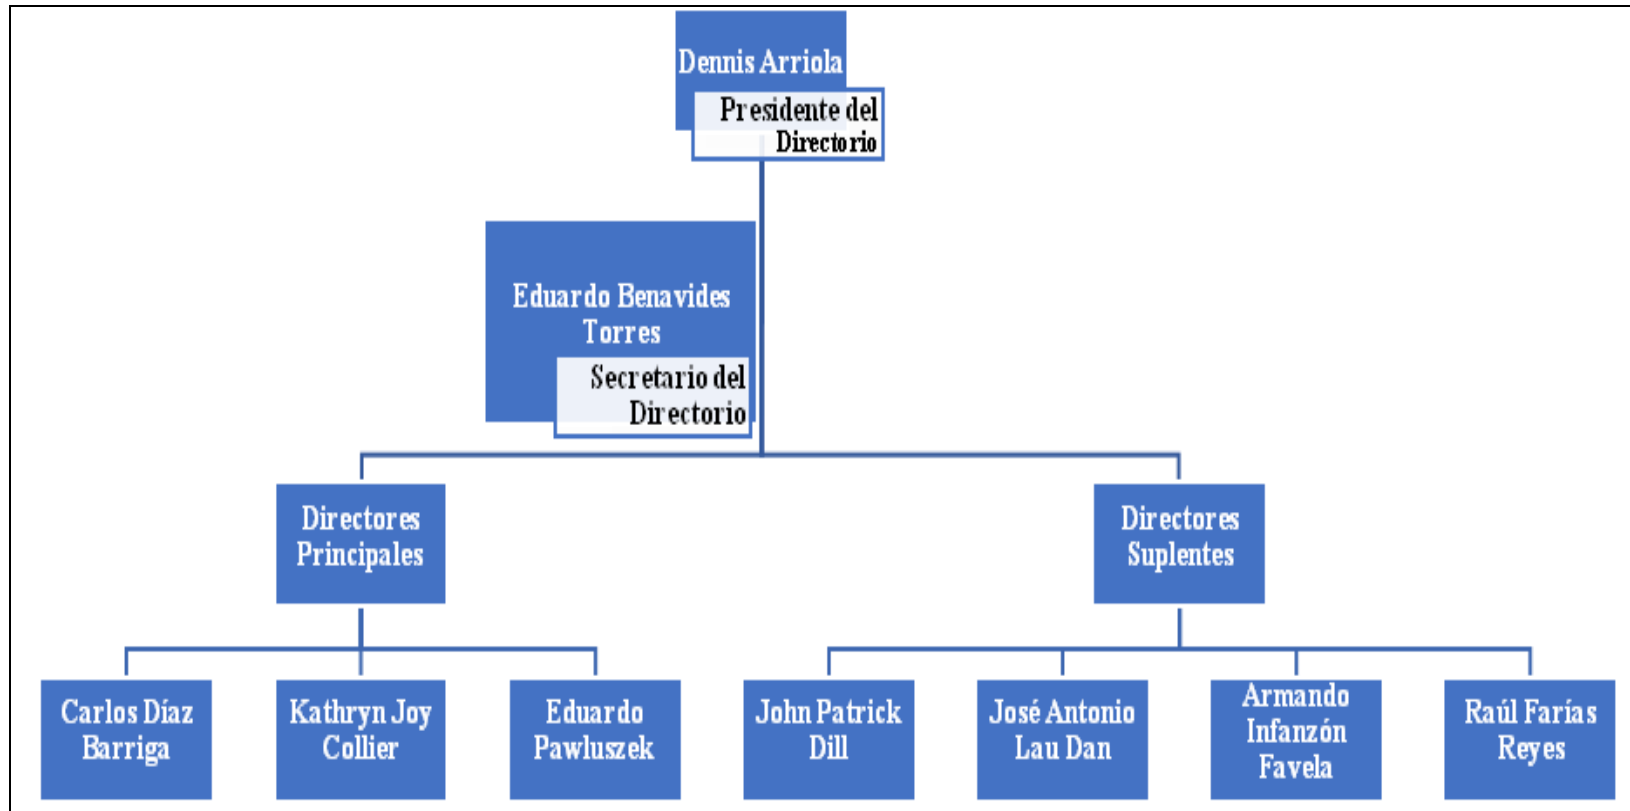 Dennis Arriola
Presidente del
Directorio
Eduardo Benavides
Torres
Secretario del
Directorio
Directores
Principales
Directores
Suplentes
Carlos Díaz
Barriga
Kathryn Joy
Collier
Eduardo
Pawluszek
John Patrick
Dill
José Antonio
Lau Dan
Armando
Infanzón
Favela
Raúl Farías
Reyes